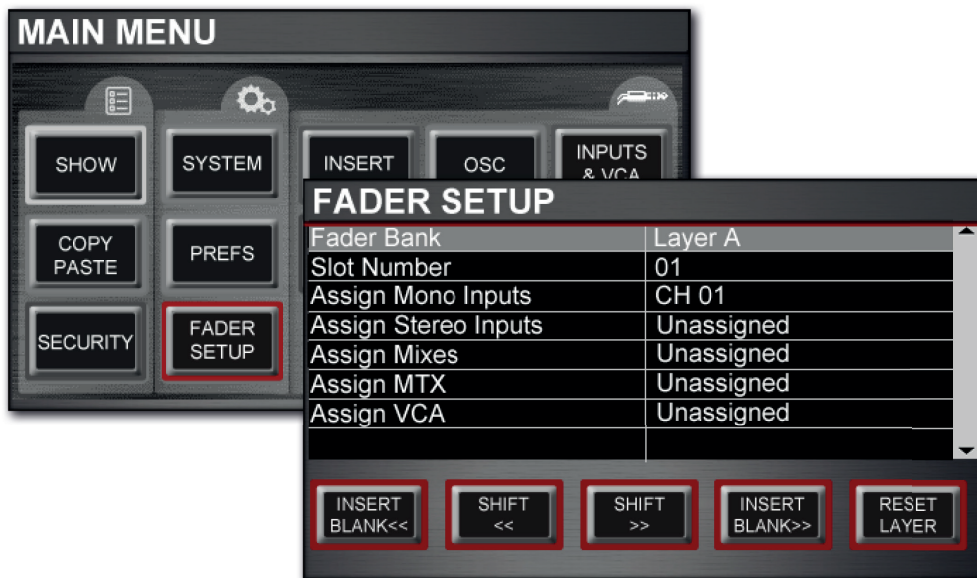 MAIN MENU
SHOW
SYSTEM
INSERT
OSC
INPUTS
& VCA
COPY
PASTE
PREFS
SECURITY
FADER
SETUP
FADER SETUP
Fader Bank Layer A
Slot Number 01
Assign Mono Inputs CH 01
Assign Stereo Inputs Unassigned
Assign Mixes Unassigned
Assign MTX Unassigned
Assign VCA Unassigned
INSERT
BLANK<<
SHIFT
<<
SHIFT
>>
INSERT
BLANK>>
RESET
LAYER